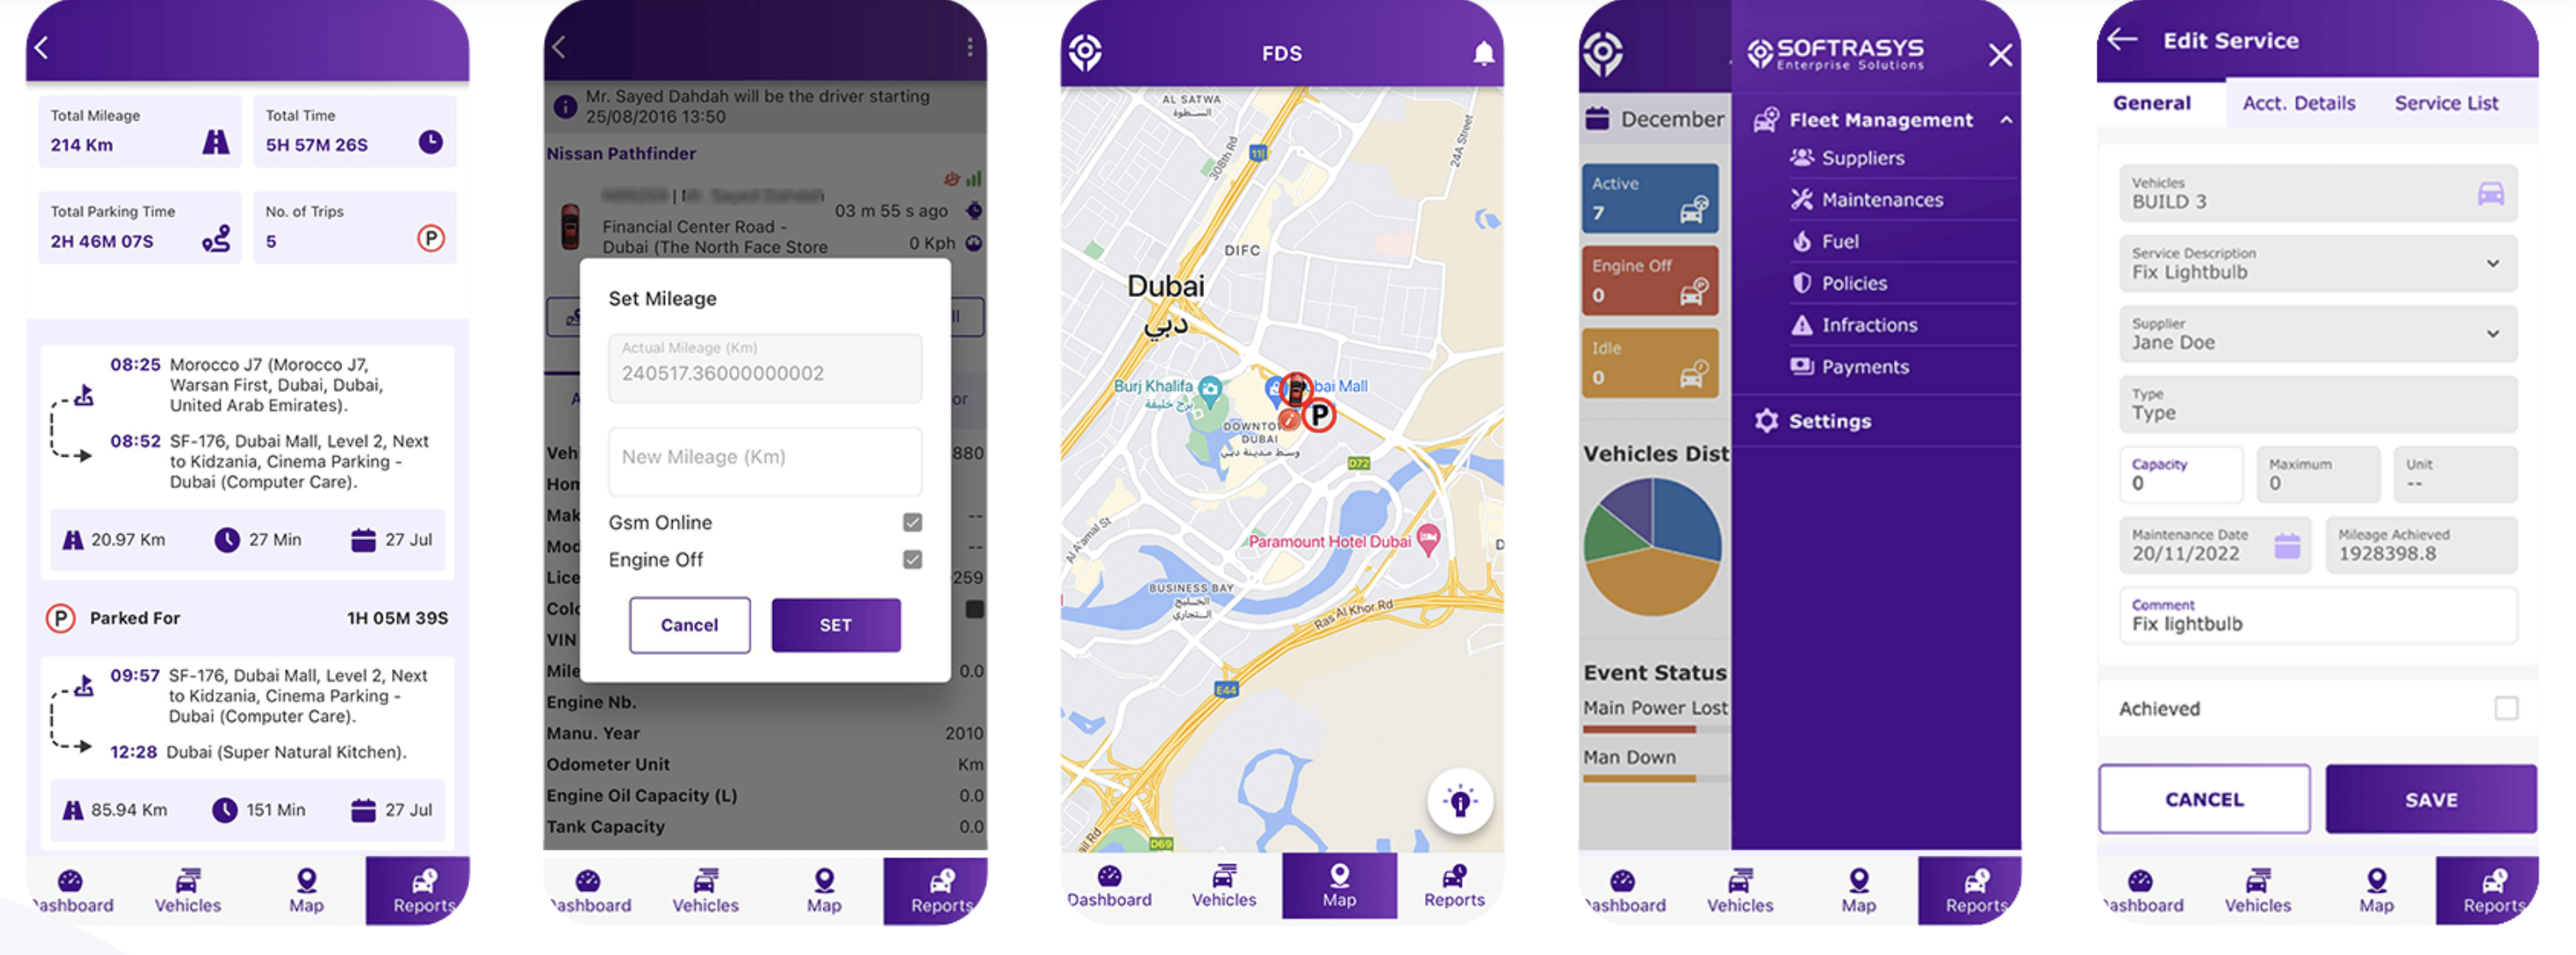 Total Mileage
214 Km
Total Time
5H 57M 26S
Total Parking Time
2H 46M 07S
No. of Trips
5
P
08:25 Morocco J7 (Morocco J7,
Warsan First, Dubai, Dubai,
United Arab Emirates).
08:52 SF-176, Dubai Mall, Level 2, Next
to Kidzania, Cinema Parking -
Dubai (Computer Care).
20.97 Km 27 Min 27 Jul
P Parked For 1H 05M 39S
09:57 SF-176, Dubai Mall, Level 2, Next
to Kidzania, Cinema Parking -
Dubai (Computer Care).
12:28 Dubai (Super Natural Kitchen).
85.94 Km 151 Min 27 Jul
Dashboard Vehicles Map Reports
Mr. Sayed Dahdah will be the driver starting
25/08/2016 13:50
Nissan Pathfinder
03 m 55 s ago
Financial Center Road -
Dubai (The North Face Store
0 Kph
Set Mileage
Actual Mileage (Km)
240517.36000000002
New Mileage (Km)
Gsm Online
Engine Off
Cancel SET
Veh 880
Hom
Mak --
Mod --
Lice 259
Colo
VIN
Mile 0.0
Engine Nb.
Manu. Year 2010
Odometer Unit Km
Engine Oil Capacity (L) 0.0
Tank Capacity 0.0
Dashboard Vehicles Map Reports
FDS
AL SATWA
السطوة
308th Rd
11
24A Street
DIFC
Dubai
دبي
Burj Khalifa
برج خليفة
bai Mall
P
DOWNTO
DUBAI
وسط مدينة دبي
D72
Al A'amal St
Paramount Hotel Dubai
D
BUSINESS BAY
الخليج
التجاري
Ras Al Khor Rd
E44
ail Rd
D69
Dashboard Vehicles Map Reports
SOFTRASYS
Enterprise Solutions
December
Active
7
Engine Off
0
Idle
0
Vehicles Dist
Event Status
Main Power Lost
Man Down
Fleet Management
Suppliers
Maintenances
Fuel
Policies
Infractions
Payments
Settings
Dashboard Vehicles Map Reports
Edit Service
General Acct. Details Service List
Vehicles
BUILD 3
Service Description
Fix Lightbulb
Supplier
Jane Doe
Type
Type
Capacity
0
Maximum
0
Unit
--
Maintenance Date
20/11/2022
Mileage Achieved
1928398.8
Comment
Fix lightbulb
Achieved
CANCEL SAVE
Dashboard Vehicles Map Reports